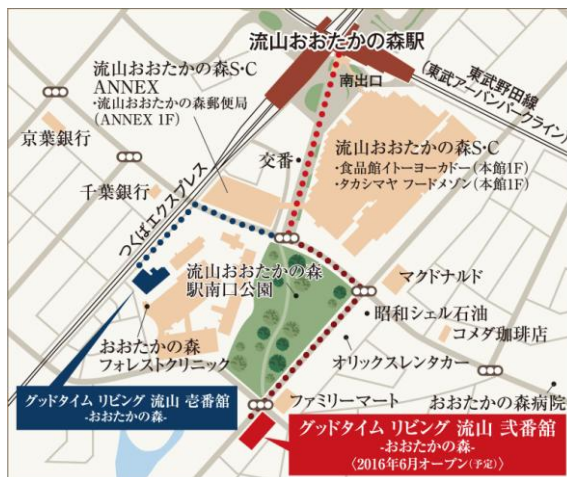 流山おおたかの森駅
南出口
東武野田線
(東武アーバンパークライン)
流山おおたかの森S・C
ANNEX
・流山おおたかの森郵便局
(ANNEX 1F)
京葉銀行
千葉銀行
つくばエクスプレス
交番
流山おおたかの森S・C
・食品館イトーヨーカドー(本館1F)
・タカシマヤ フードメゾン(本館1F)
流山おおたかの森
駅南口公園
マクドナルド
昭和シェル石油
コメダ珈琲店
おおたかの森
フォレストクリニック
オリックスレンタカー
ファミリーマート
おおたかの森病院
グッドタイム リビング 流山 壱番舘
-おおたかの森-
グッドタイム リビング 流山 弐番舘
-おおたかの森-
〈2016年6月オープン(予定)〉